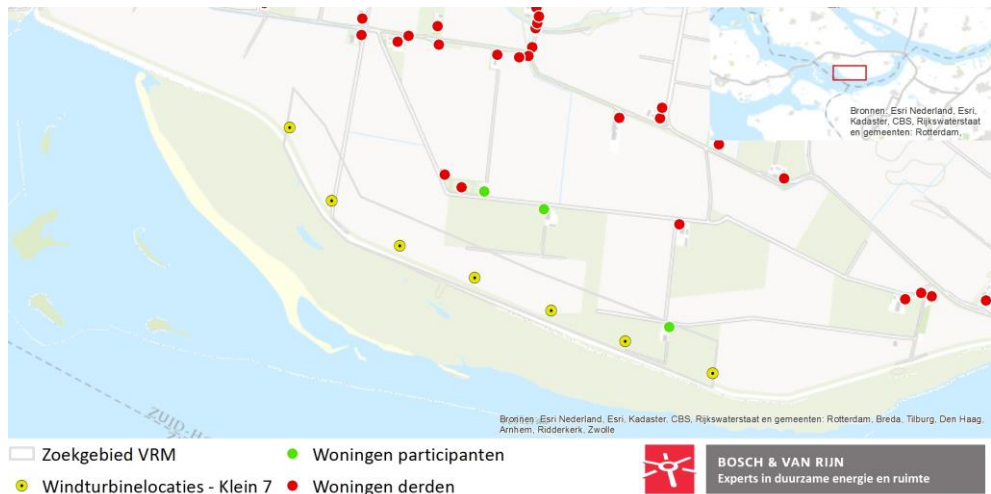 Bronnen: Esri Nederland, Esri,
Kadaster, CBS, Rijkswaterstaat
en gemeenten: Rotterdam,
ZUID-H
Bronnen: Esri Nederland, Esri, Kadaster, CBS, Rijkswaterstaat en gemeenten: Rotterdam, Breda, Tilburg, Den Haag,
Arnhem, Ridderkerk, Zwolle
Zoekgebied VRM
Woningen participanten
Windturbinelocaties - Klein 7
Woningen derden
BOSCH & VAN RIJN
Experts in duurzame energie en ruimte